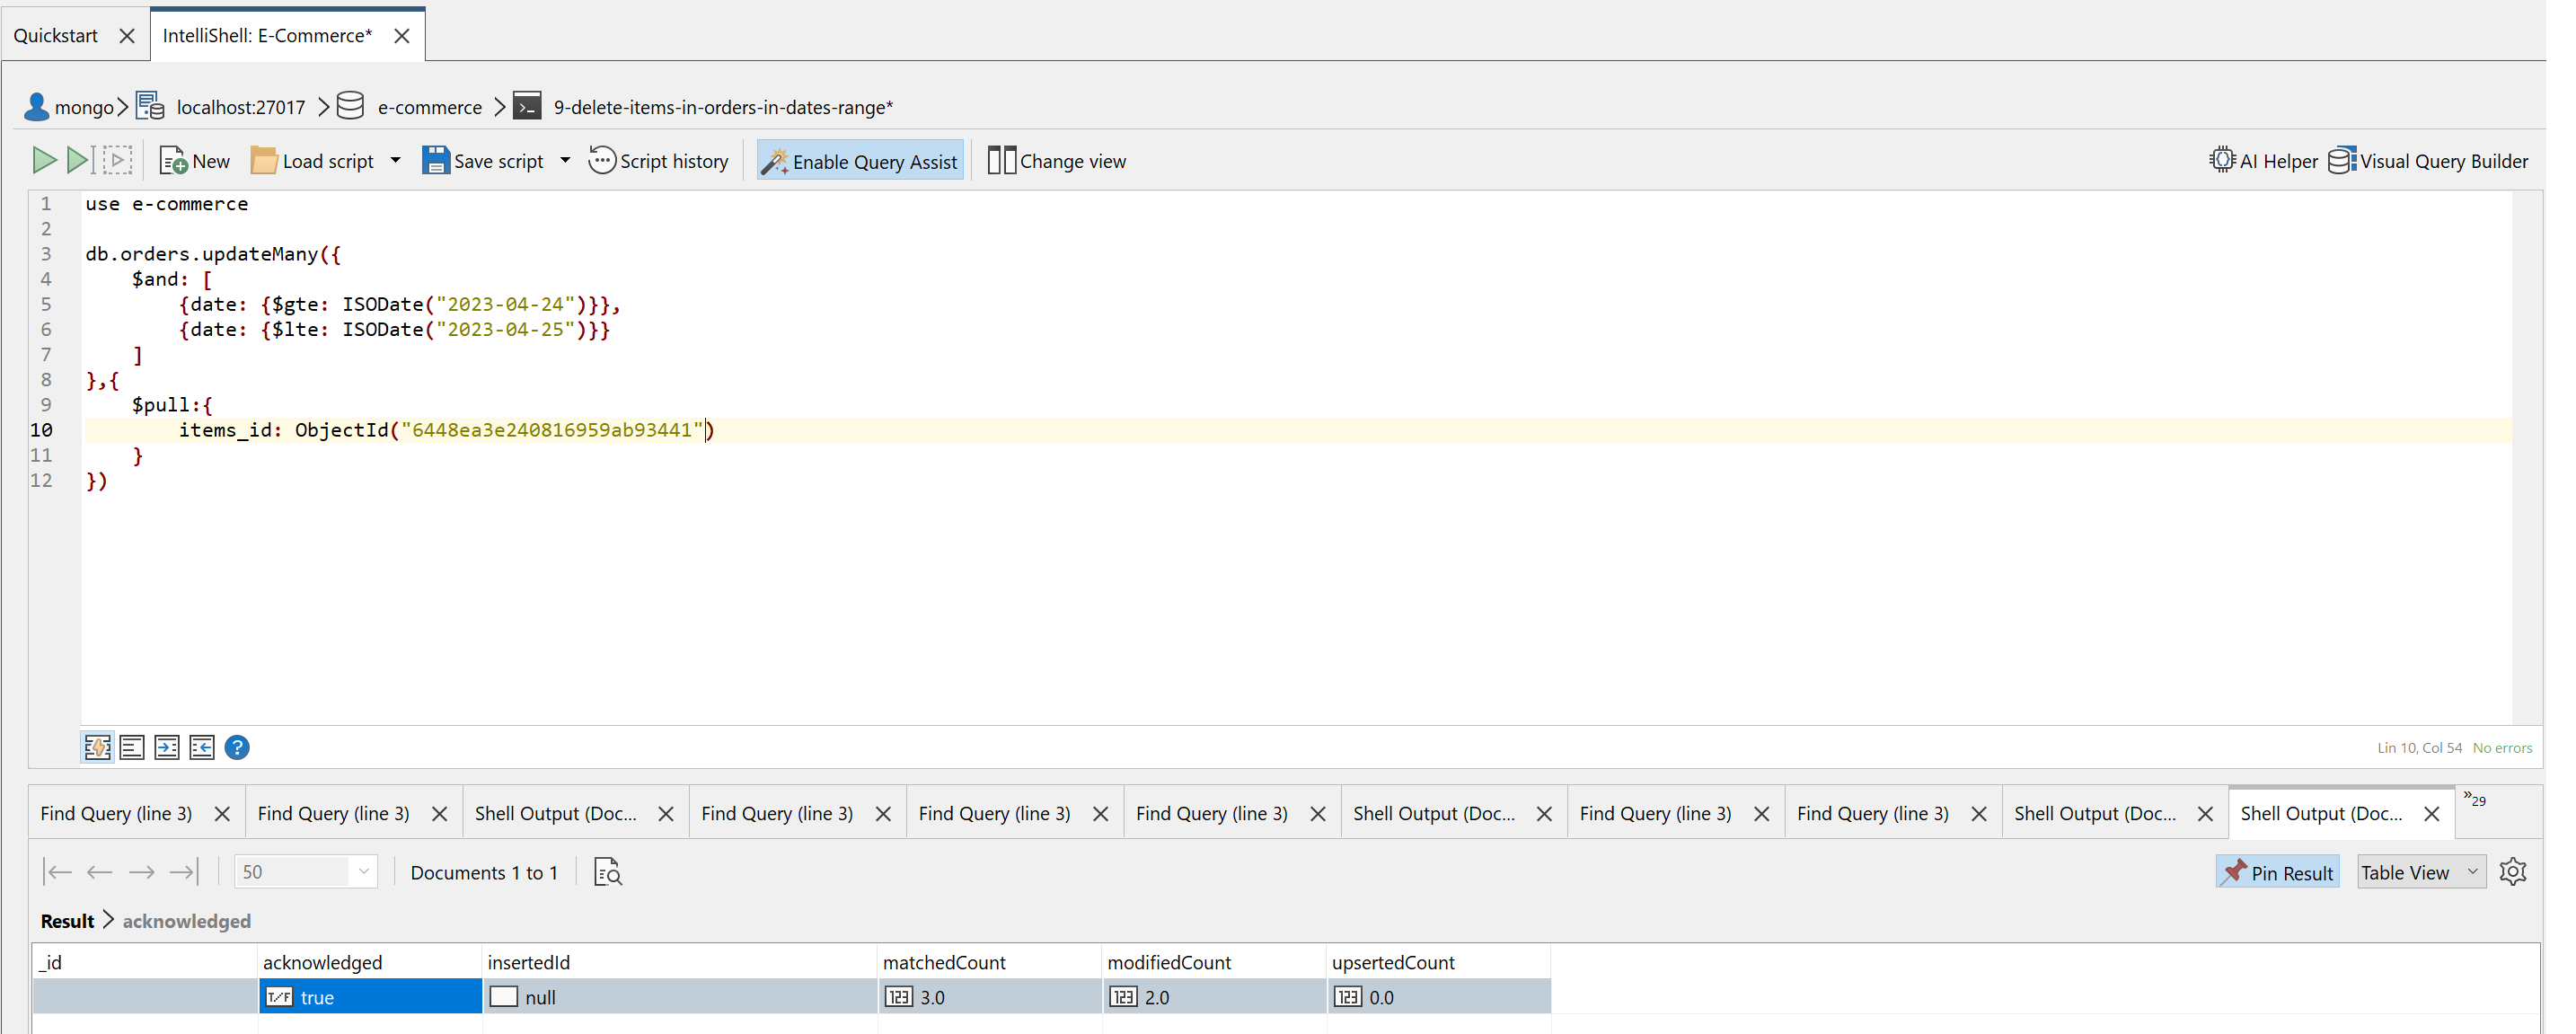 Quickstart IntelliShell: E-Commerce*
mongo localhost:27017 e-commerce 9-delete-items-in-orders-in-dates-range*
New Load script Save script Script history Enable Query Assist Change view AI Helper Visual Query Builder
1 use e-commerce
2
3 db.orders.updateMany({
4 $and: [
5 {date: {$gte: ISODate("2023-04-24")}},
6 {date: {$lte: ISODate("2023-04-25")}}
7 ]
8 },{
9 $pull:{
10 items_id: ObjectId("6448ea3e240816959ab93441")
11 }
12 })
Lin 10, Col 54 No errors
Find Query (line 3) Find Query (line 3) Shell Output (Doc... Find Query (line 3) Find Query (line 3) Find Query (line 3) Shell Output (Doc... Find Query (line 3) Find Query (line 3) Shell Output (Doc... Shell Output (Doc... »29
50 Documents 1 to 1 Pin Result Table View
Result > acknowledged
_id acknowledged insertedId matchedCount modifiedCount upsertedCount
T/F true null 123 3.0 123 2.0 123 0.0